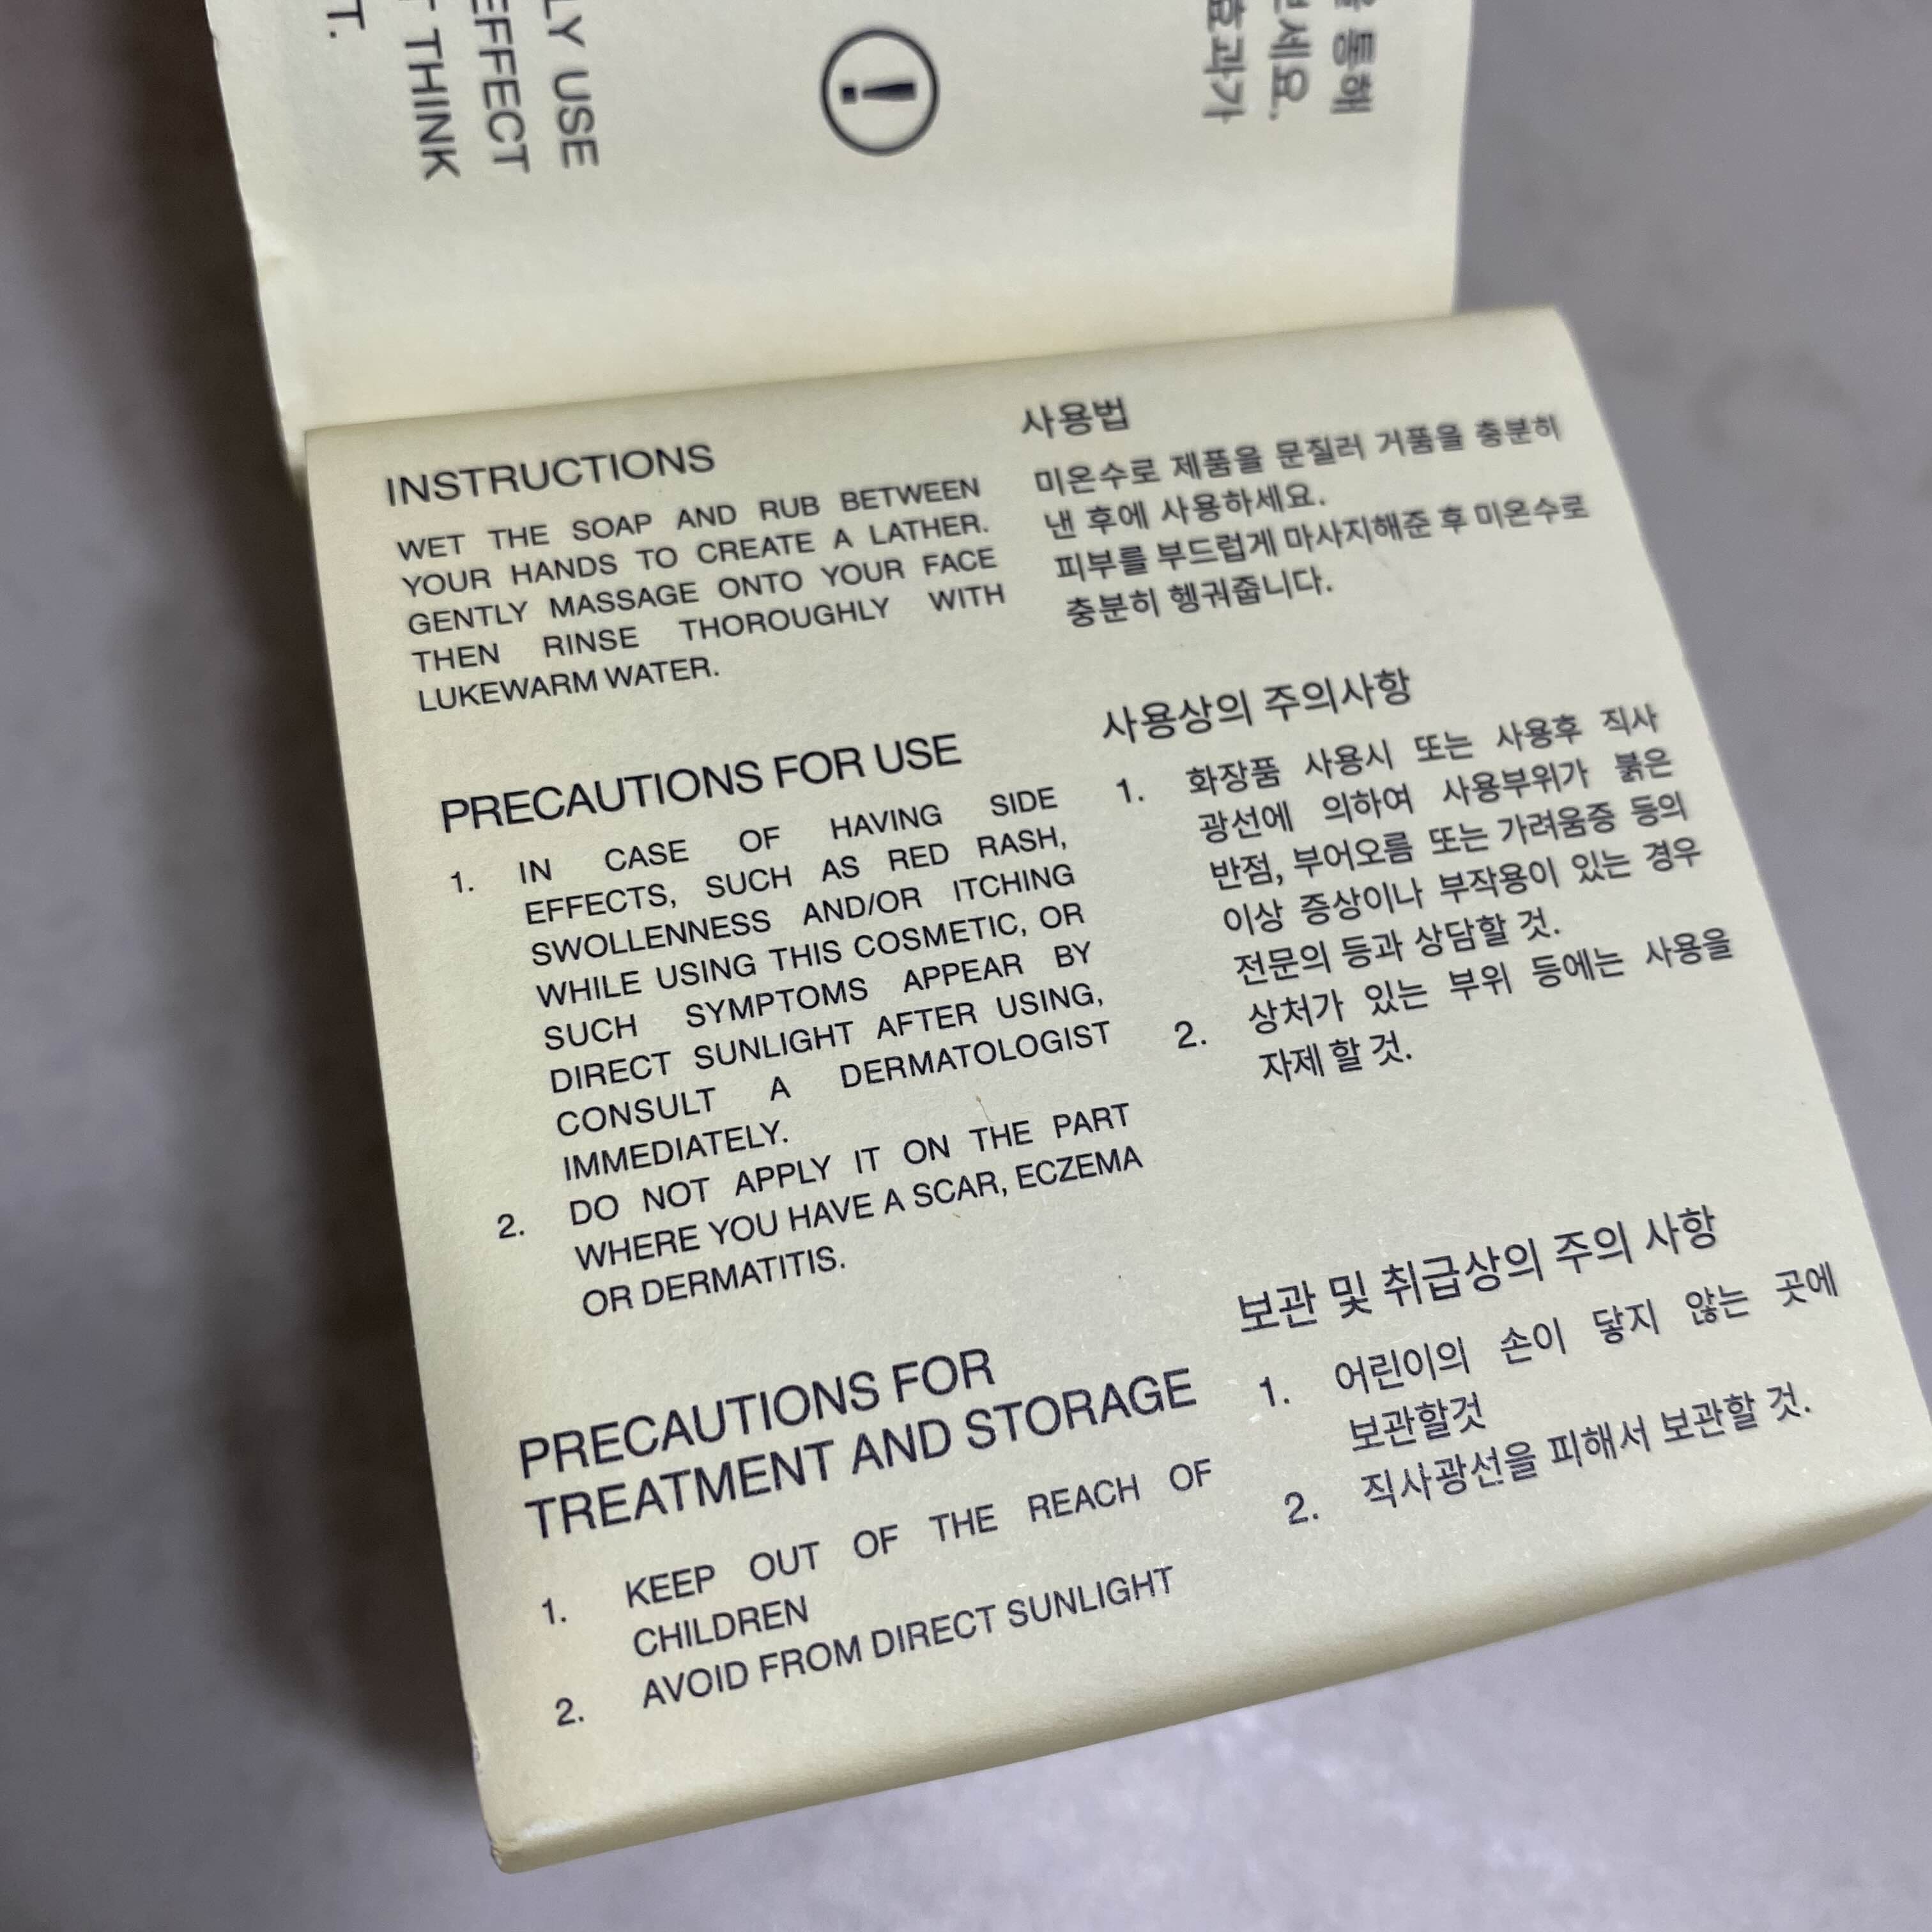 LY USE
EFFECT
T THINK
T.
통해
세요.
효과가
INSTRUCTIONS
WET THE SOAP AND RUB BETWEEN
YOUR HANDS TO CREATE A LATHER.
GENTLY MASSAGE ONTO YOUR FACE
THEN RINSE THOROUGHLY WITH
LUKEWARM WATER.
PRECAUTIONS FOR USE
1. IN CASE OF HAVING SIDE
EFFECTS, SUCH AS RED RASH,
SWOLLENNESS AND/OR ITCHING
WHILE USING THIS COSMETIC, OR
SUCH SYMPTOMS APPEAR BY
DIRECT SUNLIGHT AFTER USING,
CONSULT A DERMATOLOGIST
IMMEDIATELY.
2. DO NOT APPLY IT ON THE PART
WHERE YOU HAVE A SCAR, ECZEMA
OR DERMATITIS.
PRECAUTIONS FOR
TREATMENT AND STORAGE
1. KEEP OUT OF THE REACH OF
CHILDREN
2. AVOID FROM DIRECT SUNLIGHT
사용법
미온수로 제품을 문질러 거품을 충분히
낸 후에 사용하세요.
피부를 부드럽게 마사지해준 후 미온수로
충분히 헹궈줍니다.
사용상의 주의사항
1. 화장품 사용시 또는 사용후 직사
광선에 의하여 사용부위가 붉은
반점, 부어오름 또는 가려움증 등의
이상 증상이나 부작용이 있는 경우
전문의 등과 상담할 것.
2. 상처가 있는 부위 등에는 사용을
자제 할 것.
보관 및 취급상의 주의 사항
1. 어린이의 손이 닿지 않는 곳에
보관할것
2. 직사광선을 피해서 보관할 것.